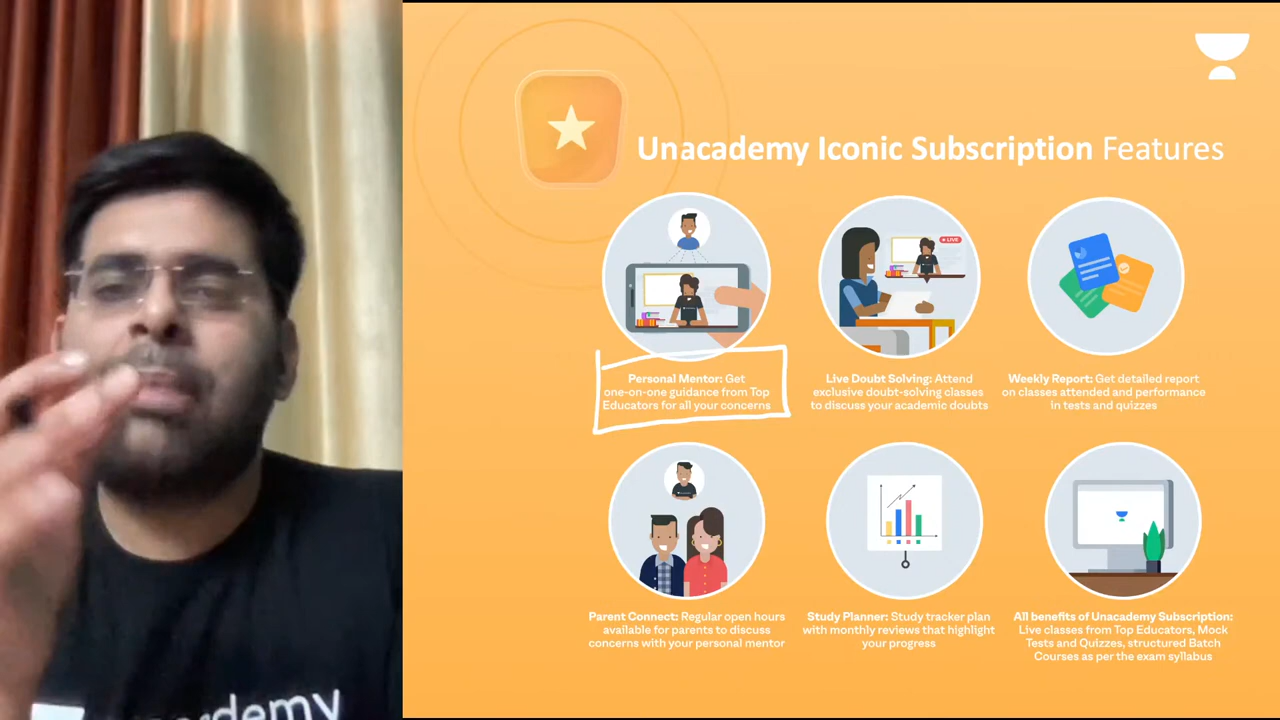 Unacademy Iconic Subscription Features
LIVE
Personal Mentor: Get
one-on-one guidance from Top
Educators for all your concerns
Live Doubt Solving: Attend
exclusive doubt-solving classes
to discuss your academic doubts
Weekly Report: Get detailed report
on classes attended and performance
in tests and quizzes
Parent Connect: Regular open hours
available for parents to discuss
concerns with your personal mentor
Study Planner: Study tracker plan
with monthly reviews that highlight
your progress
All benefits of Unacademy Subscription:
Live classes from Top Educators, Mock
Tests and Quizzes, structured Batch
Courses as per the exam syllabus